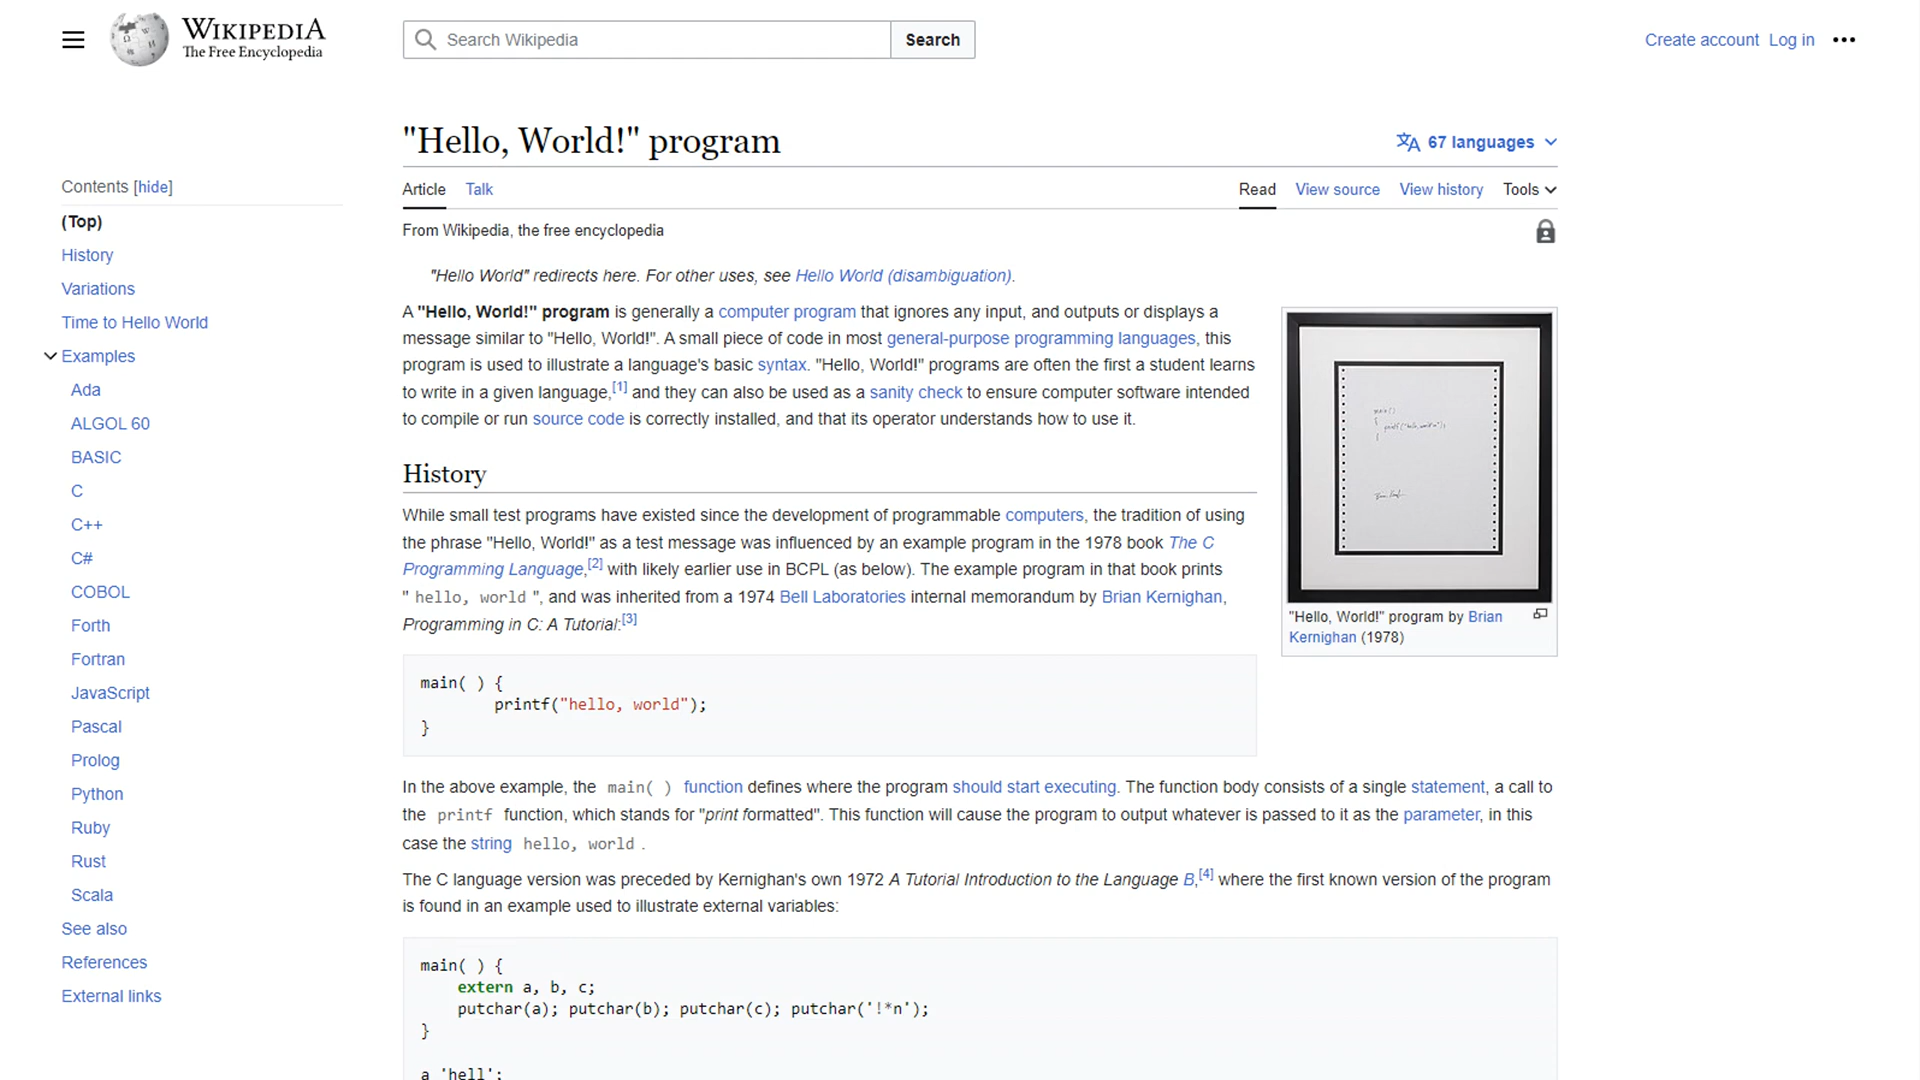 WIKIPEDIA
The Free Encyclopedia
Search Wikipedia
Search
Create account Log in
"Hello, World!" program
67 languages
Article Talk
Read View source View history Tools
From Wikipedia, the free encyclopedia
Contents [hide]
(Top)
History
Variations
Time to Hello World
Examples
Ada
ALGOL 60
BASIC
C
C++
C#
COBOL
Forth
Fortran
JavaScript
Pascal
Prolog
Python
Ruby
Rust
Scala
See also
References
External links
"Hello World" redirects here. For other uses, see Hello World (disambiguation).
A "Hello, World!" program is generally a computer program that ignores any input, and outputs or displays a
message similar to "Hello, World!". A small piece of code in most general-purpose programming languages, this
program is used to illustrate a language's basic syntax. "Hello, World!" programs are often the first a student learns
to write in a given language,[1] and they can also be used as a sanity check to ensure computer software intended
to compile or run source code is correctly installed, and that its operator understands how to use it.
"Hello, World!" program by Brian
Kernighan (1978)
History
While small test programs have existed since the development of programmable computers, the tradition of using
the phrase "Hello, World!" as a test message was influenced by an example program in the 1978 book The C
Programming Language,[2] with likely earlier use in BCPL (as below). The example program in that book prints
" hello, world ", and was inherited from a 1974 Bell Laboratories internal memorandum by Brian Kernighan,
Programming in C: A Tutorial:[3]
main( ) {
        printf("hello, world");
}
In the above example, the main( ) function defines where the program should start executing. The function body consists of a single statement, a call to
the printf function, which stands for "print formatted". This function will cause the program to output whatever is passed to it as the parameter, in this
case the string hello, world .
The C language version was preceded by Kernighan's own 1972 A Tutorial Introduction to the Language B,[4] where the first known version of the program
is found in an example used to illustrate external variables:
main( ) {
    extern a, b, c;
    putchar(a); putchar(b); putchar(c); putchar('!*n');
}
a 'hell';